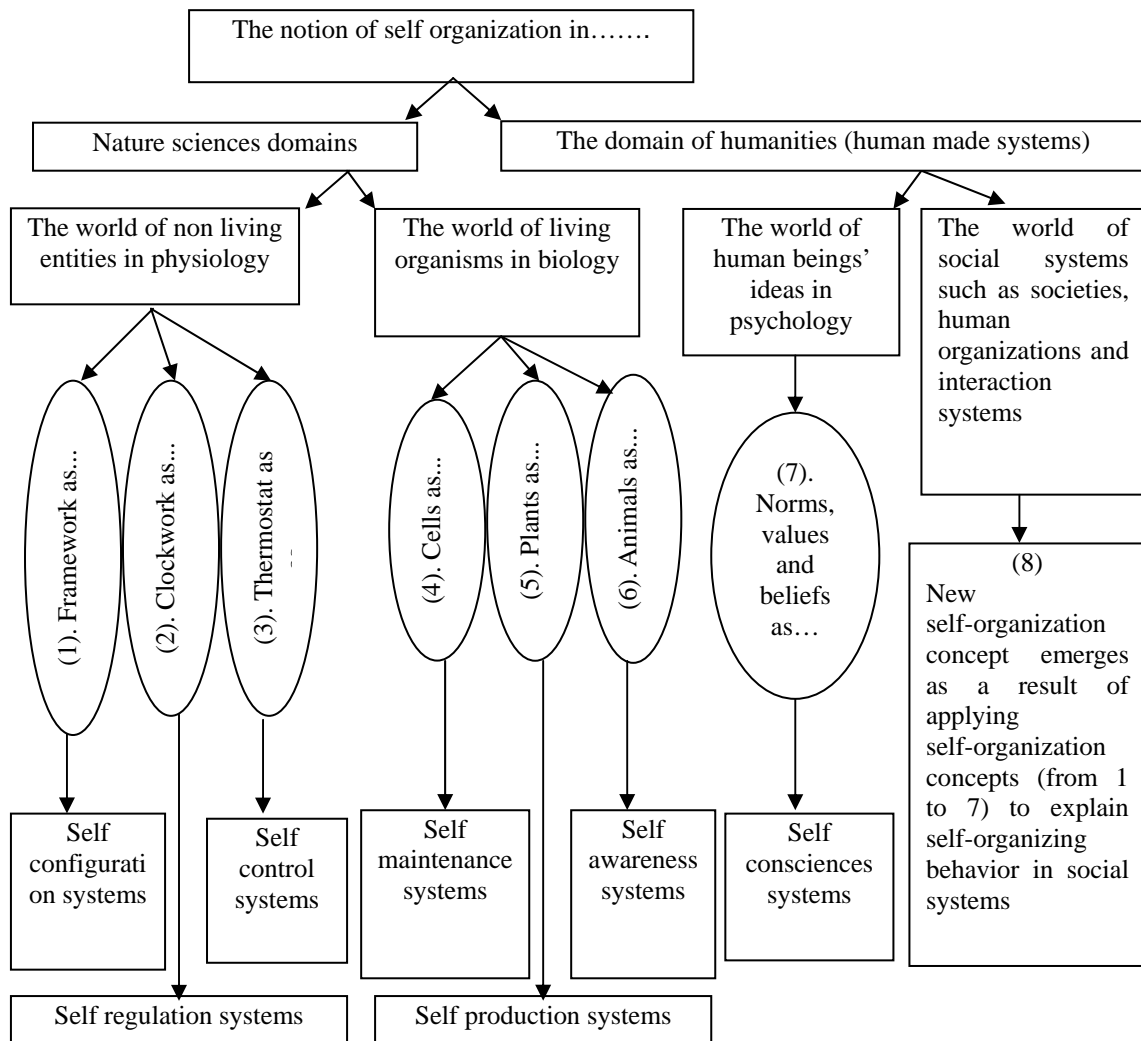 The notion of self organization in…….
Nature sciences domains
The domain of humanities (human made systems)
The world of non living
entities in physiology
The world of living
organisms in biology
The world of
human beings’
ideas in
psychology
The world of
social systems
such as societies,
human
organizations and
interaction
systems
(1). Framework as...
(2). Clockwork as...
(3). Thermostat as
(4). Cells as...
(5). Plants as...
(6). Animals as...
(7).
Norms,
values
and
beliefs
as…
(8)
New
self-organization
concept emerges
as a result of
applying
self-organization
concepts (from 1
to 7) to explain
self-organizing
behavior in social
systems
Self
configurati
on systems
Self
control
systems
Self
maintenance
systems
Self
awareness
systems
Self
consciences
systems
Self regulation systems
Self production systems